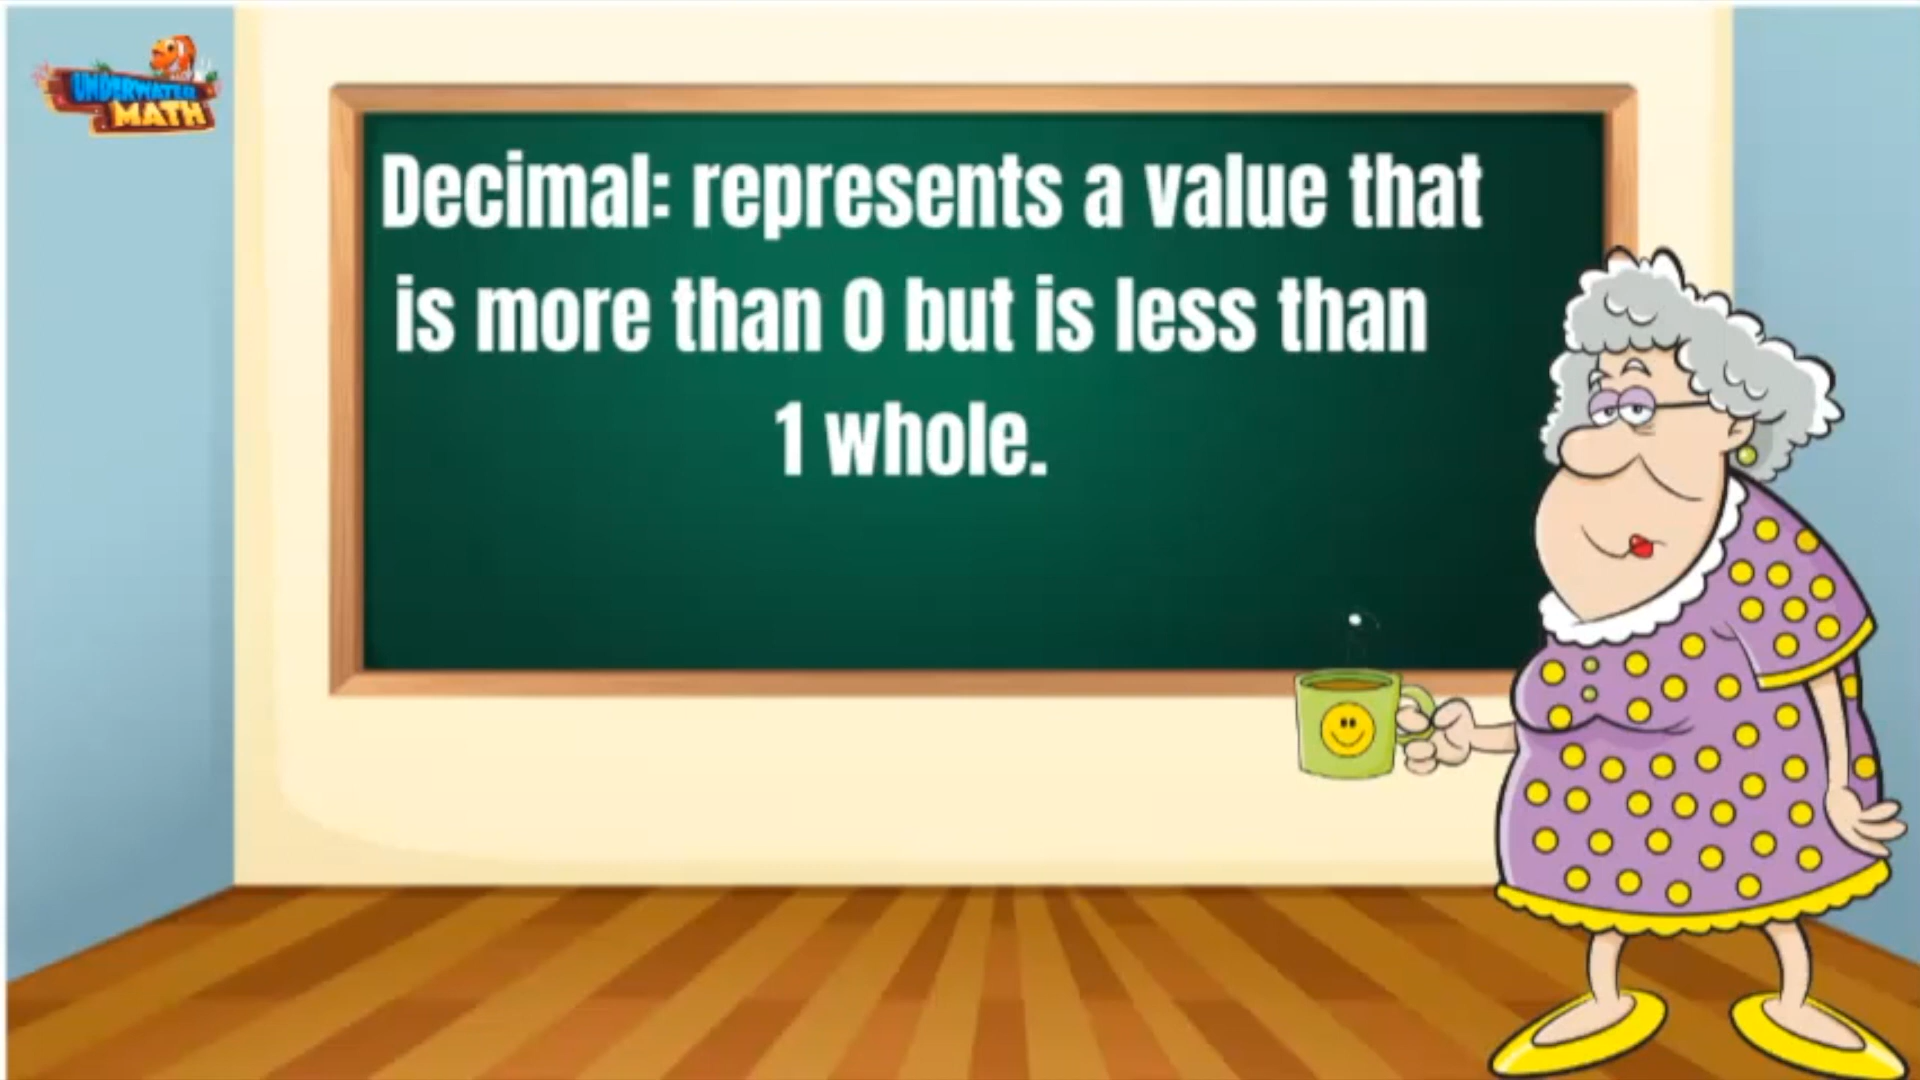 UNDERWATER
MATH
Decimal: represents a value that
is more than 0 but is less than
1 whole.